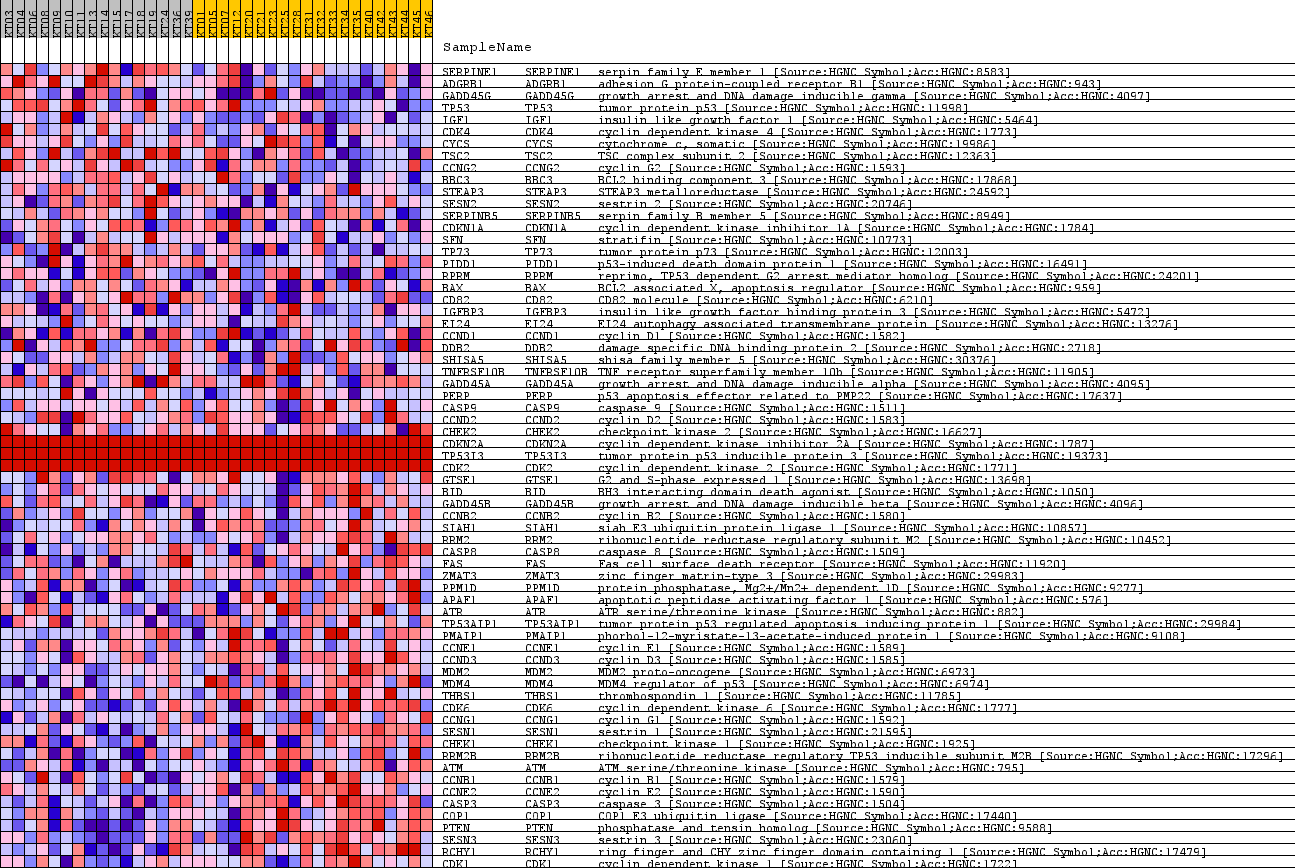 KT03 KT04 KT06 KT08 KT09 KT10 KT11 KT13 KT14 KT15 KT17 KT18 KT19 KT24 KT36 KT39 KT01 KT05 KT07 KT12 KT20 KT21 KT23 KT25 KT28 KT31 KT32 KT33 KT34 KT35 KT40 KT42 KT43 KT44 KT45 KT46
SampleName
SERPINE1 SERPINE1 serpin family E member 1 [Source:HGNC Symbol;Acc:HGNC:8583]
ADGRB1 ADGRB1 adhesion G protein-coupled receptor B1 [Source:HGNC Symbol;Acc:HGNC:943]
GADD45G GADD45G growth arrest and DNA damage inducible gamma [Source:HGNC Symbol;Acc:HGNC:4097]
TP53 TP53 tumor protein p53 [Source:HGNC Symbol;Acc:HGNC:11998]
IGF1 IGF1 insulin like growth factor 1 [Source:HGNC Symbol;Acc:HGNC:5464]
CDK4 CDK4 cyclin dependent kinase 4 [Source:HGNC Symbol;Acc:HGNC:1773]
CYCS CYCS cytochrome c, somatic [Source:HGNC Symbol;Acc:HGNC:19986]
TSC2 TSC2 TSC complex subunit 2 [Source:HGNC Symbol;Acc:HGNC:12363]
CCNG2 CCNG2 cyclin G2 [Source:HGNC Symbol;Acc:HGNC:1593]
BBC3 BBC3 BCL2 binding component 3 [Source:HGNC Symbol;Acc:HGNC:17868]
STEAP3 STEAP3 STEAP3 metalloreductase [Source:HGNC Symbol;Acc:HGNC:24592]
SESN2 SESN2 sestrin 2 [Source:HGNC Symbol;Acc:HGNC:20746]
SERPINB5 SERPINB5 serpin family B member 5 [Source:HGNC Symbol;Acc:HGNC:8949]
CDKN1A CDKN1A cyclin dependent kinase inhibitor 1A [Source:HGNC Symbol;Acc:HGNC:1784]
SFN SFN stratifin [Source:HGNC Symbol;Acc:HGNC:10773]
TP73 TP73 tumor protein p73 [Source:HGNC Symbol;Acc:HGNC:12003]
PIDD1 PIDD1 p53-induced death domain protein 1 [Source:HGNC Symbol;Acc:HGNC:16491]
RPRM RPRM reprimo, TP53 dependent G2 arrest mediator homolog [Source:HGNC Symbol;Acc:HGNC:24201]
BAX BAX BCL2 associated X, apoptosis regulator [Source:HGNC Symbol;Acc:HGNC:959]
CD82 CD82 CD82 molecule [Source:HGNC Symbol;Acc:HGNC:6210]
IGFBP3 IGFBP3 insulin like growth factor binding protein 3 [Source:HGNC Symbol;Acc:HGNC:5472]
EI24 EI24 EI24 autophagy associated transmembrane protein [Source:HGNC Symbol;Acc:HGNC:13276]
CCND1 CCND1 cyclin D1 [Source:HGNC Symbol;Acc:HGNC:1582]
DDB2 DDB2 damage specific DNA binding protein 2 [Source:HGNC Symbol;Acc:HGNC:2718]
SHISA5 SHISA5 shisa family member 5 [Source:HGNC Symbol;Acc:HGNC:30376]
TNFRSF10B TNFRSF10B TNF receptor superfamily member 10b [Source:HGNC Symbol;Acc:HGNC:11905]
GADD45A GADD45A growth arrest and DNA damage inducible alpha [Source:HGNC Symbol;Acc:HGNC:4095]
PERP PERP p53 apoptosis effector related to PMP22 [Source:HGNC Symbol;Acc:HGNC:17637]
CASP9 CASP9 caspase 9 [Source:HGNC Symbol;Acc:HGNC:1511]
CCND2 CCND2 cyclin D2 [Source:HGNC Symbol;Acc:HGNC:1583]
CHEK2 CHEK2 checkpoint kinase 2 [Source:HGNC Symbol;Acc:HGNC:16627]
CDKN2A CDKN2A cyclin dependent kinase inhibitor 2A [Source:HGNC Symbol;Acc:HGNC:1787]
TP53I3 TP53I3 tumor protein p53 inducible protein 3 [Source:HGNC Symbol;Acc:HGNC:19373]
CDK2 CDK2 cyclin dependent kinase 2 [Source:HGNC Symbol;Acc:HGNC:1771]
GTSE1 GTSE1 G2 and S-phase expressed 1 [Source:HGNC Symbol;Acc:HGNC:13698]
BID BID BH3 interacting domain death agonist [Source:HGNC Symbol;Acc:HGNC:1050]
GADD45B GADD45B growth arrest and DNA damage inducible beta [Source:HGNC Symbol;Acc:HGNC:4096]
CCNB2 CCNB2 cyclin B2 [Source:HGNC Symbol;Acc:HGNC:1580]
SIAH1 SIAH1 siah E3 ubiquitin protein ligase 1 [Source:HGNC Symbol;Acc:HGNC:10857]
RRM2 RRM2 ribonucleotide reductase regulatory subunit M2 [Source:HGNC Symbol;Acc:HGNC:10452]
CASP8 CASP8 caspase 8 [Source:HGNC Symbol;Acc:HGNC:1509]
FAS FAS Fas cell surface death receptor [Source:HGNC Symbol;Acc:HGNC:11920]
ZMAT3 ZMAT3 zinc finger matrin-type 3 [Source:HGNC Symbol;Acc:HGNC:29983]
PPM1D PPM1D protein phosphatase, Mg2+/Mn2+ dependent 1D [Source:HGNC Symbol;Acc:HGNC:9277]
APAF1 APAF1 apoptotic peptidase activating factor 1 [Source:HGNC Symbol;Acc:HGNC:576]
ATR ATR ATR serine/threonine kinase [Source:HGNC Symbol;Acc:HGNC:882]
TP53AIP1 TP53AIP1 tumor protein p53 regulated apoptosis inducing protein 1 [Source:HGNC Symbol;Acc:HGNC:29984]
PMAIP1 PMAIP1 phorbol-12-myristate-13-acetate-induced protein 1 [Source:HGNC Symbol;Acc:HGNC:9108]
CCNE1 CCNE1 cyclin E1 [Source:HGNC Symbol;Acc:HGNC:1589]
CCND3 CCND3 cyclin D3 [Source:HGNC Symbol;Acc:HGNC:1585]
MDM2 MDM2 MDM2 proto-oncogene [Source:HGNC Symbol;Acc:HGNC:6973]
MDM4 MDM4 MDM4 regulator of p53 [Source:HGNC Symbol;Acc:HGNC:6974]
THBS1 THBS1 thrombospondin 1 [Source:HGNC Symbol;Acc:HGNC:11785]
CDK6 CDK6 cyclin dependent kinase 6 [Source:HGNC Symbol;Acc:HGNC:1777]
CCNG1 CCNG1 cyclin G1 [Source:HGNC Symbol;Acc:HGNC:1592]
SESN1 SESN1 sestrin 1 [Source:HGNC Symbol;Acc:HGNC:21595]
CHEK1 CHEK1 checkpoint kinase 1 [Source:HGNC Symbol;Acc:HGNC:1925]
RRM2B RRM2B ribonucleotide reductase regulatory TP53 inducible subunit M2B [Source:HGNC Symbol;Acc:HGNC:17296]
ATM ATM ATM serine/threonine kinase [Source:HGNC Symbol;Acc:HGNC:795]
CCNB1 CCNB1 cyclin B1 [Source:HGNC Symbol;Acc:HGNC:1579]
CCNE2 CCNE2 cyclin E2 [Source:HGNC Symbol;Acc:HGNC:1590]
CASP3 CASP3 caspase 3 [Source:HGNC Symbol;Acc:HGNC:1504]
COP1 COP1 COP1 E3 ubiquitin ligase [Source:HGNC Symbol;Acc:HGNC:17440]
PTEN PTEN phosphatase and tensin homolog [Source:HGNC Symbol;Acc:HGNC:9588]
SESN3 SESN3 sestrin 3 [Source:HGNC Symbol;Acc:HGNC:23060]
RCHY1 RCHY1 ring finger and CHY zinc finger domain containing 1 [Source:HGNC Symbol;Acc:HGNC:17479]
CDK1 CDK1 cyclin dependent kinase 1 [Source:HGNC Symbol;Acc:HGNC:1722]